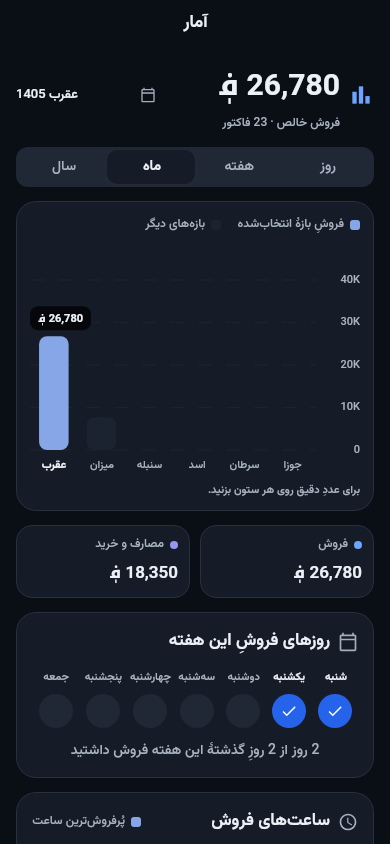 آمار
26,780 ؋
عقرب 1405
فروش خالص · 23 فاکتور
روز
هفته
ماه
سال
فروشِ بازهٔ انتخاب‌شده
بازه‌های دیگر
40K
30K
26,780 ؋
20K
10K
0
جوزا سرطان اسد سنبله میزان عقرب
برای عددِ دقیق روی هر ستون بزنید.
فروش
26,780 ؋
مصارف و خرید
18,350 ؋
روزهای فروشِ این هفته
شنبه یکشنبه دوشنبه سه‌شنبه چهارشنبه پنجشنبه جمعه
2 روز از 2 روزِ گذشتهٔ این هفته فروش داشتید
ساعت‌های فروش
پُرفروش‌ترین ساعت